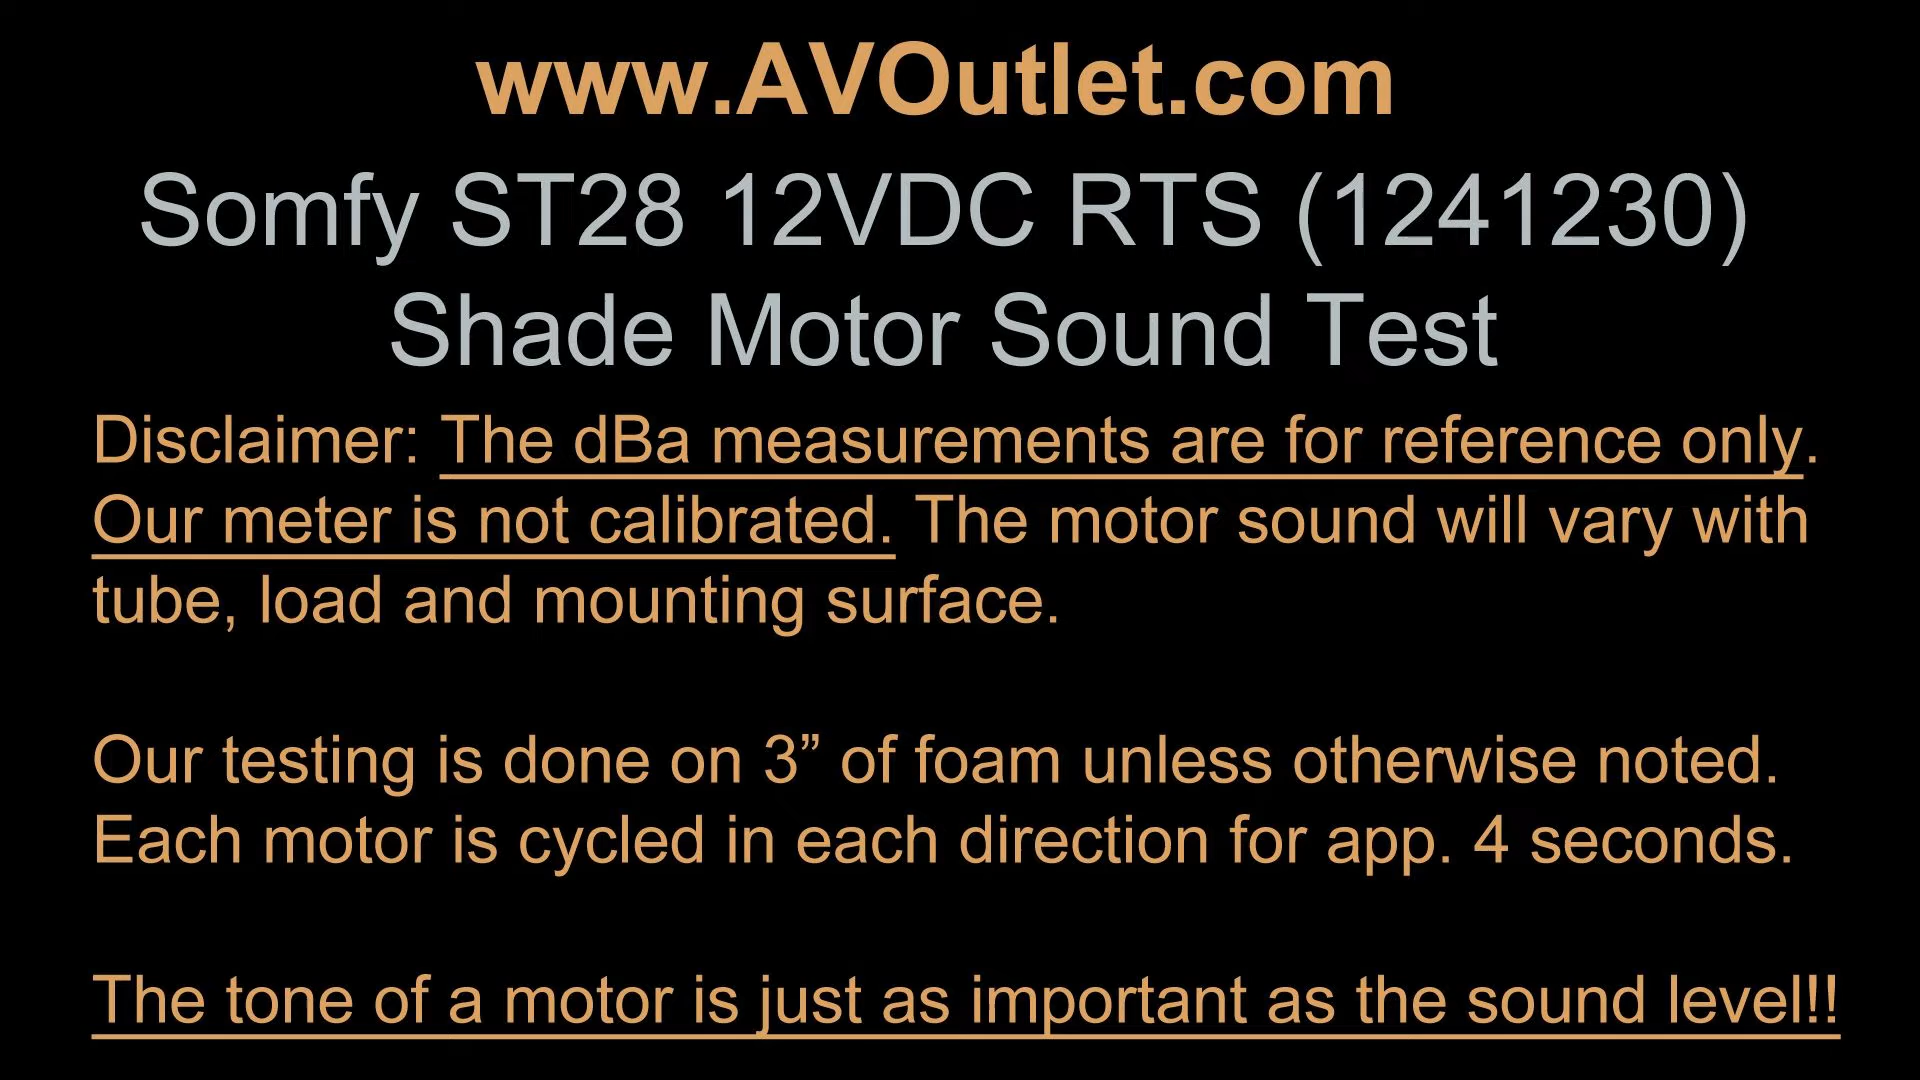 www.AVOutlet.com
Somfy ST28 12VDC RTS (1241230)
Shade Motor Sound Test
Disclaimer: The dBa measurements are for reference only.
Our meter is not calibrated. The motor sound will vary with
tube, load and mounting surface.
Our testing is done on 3” of foam unless otherwise noted.
Each motor is cycled in each direction for app. 4 seconds.
The tone of a motor is just as important as the sound level!!